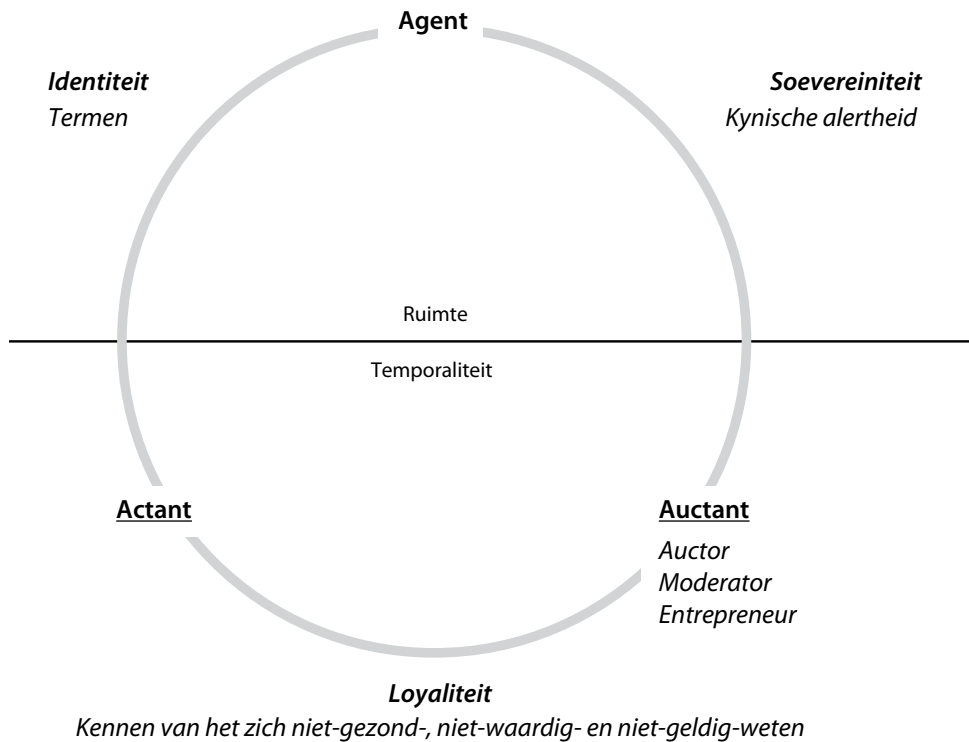 Agent
Identiteit
Termen
Soevereiniteit
Kynische alertheid
Ruimte
Temporaliteit
Actant
Auctant
Auctor
Moderator
Entrepreneur
Loyaliteit
Kennen van het zich niet-gezond-, niet-waardig- en niet-geldig-weten